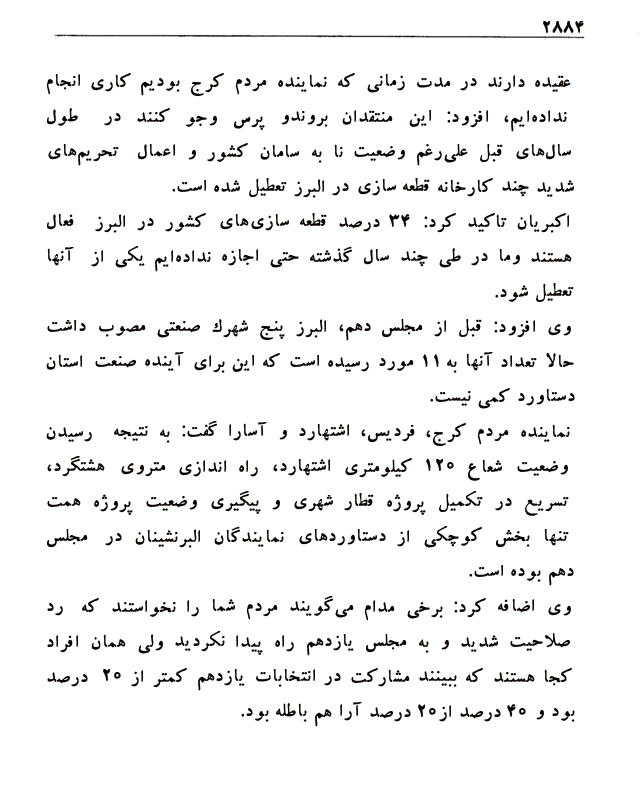 ۲۸۸۴
عقیده دارند در مدت زمانی که نماینده مردم کرج بودیم کاری انجام
نداده‌ایم، افزود: این منتقدان بروندو پرس وجو کنند در طول
سال‌های قبل علی‌رغم وضعیت نا به سامان کشور و اعمال تحریم‌های
شدید چند کارخانه قطعه سازی در البرز تعطیل شده است.
اکبریان تاکید کرد: ۳۴ درصد قطعه سازی‌های کشور در البرز فعال
هستند وما در طی چند سال گذشته حتی اجازه نداده‌ایم یکی از آنها
تعطیل شود.
وی افزود: قبل از مجلس دهم، البرز پنج شهرك صنعتی مصوب داشت
حالا تعداد آنها به ۱۱ مورد رسیده است که این برای آینده صنعت استان
دستاورد کمی نیست.
نماینده مردم کرج، فردیس، اشتهارد و آسارا گفت: به نتیجه رسیدن
وضعیت شعاع ۱۲۰ کیلومتری اشتهارد، راه اندازی متروی هشتگرد،
تسریع در تکمیل پروژه قطار شهری و پیگیری وضعیت پروژه همت
تنها بخش کوچکی از دستاوردهای نمایندگان البرنشینان در مجلس
دهم بوده است.
وی اضافه کرد: برخی مدام می‌گویند مردم شما را نخواستند که رد
صلاحیت شدید و به مجلس یازدهم راه پیدا نکردید ولی همان افراد
کجا هستند که ببینند مشارکت در انتخابات یازدهم کمتر از ۲۰ درصد
بود و ۴۰ درصد از۲۰ درصد آرا هم باطله بود.